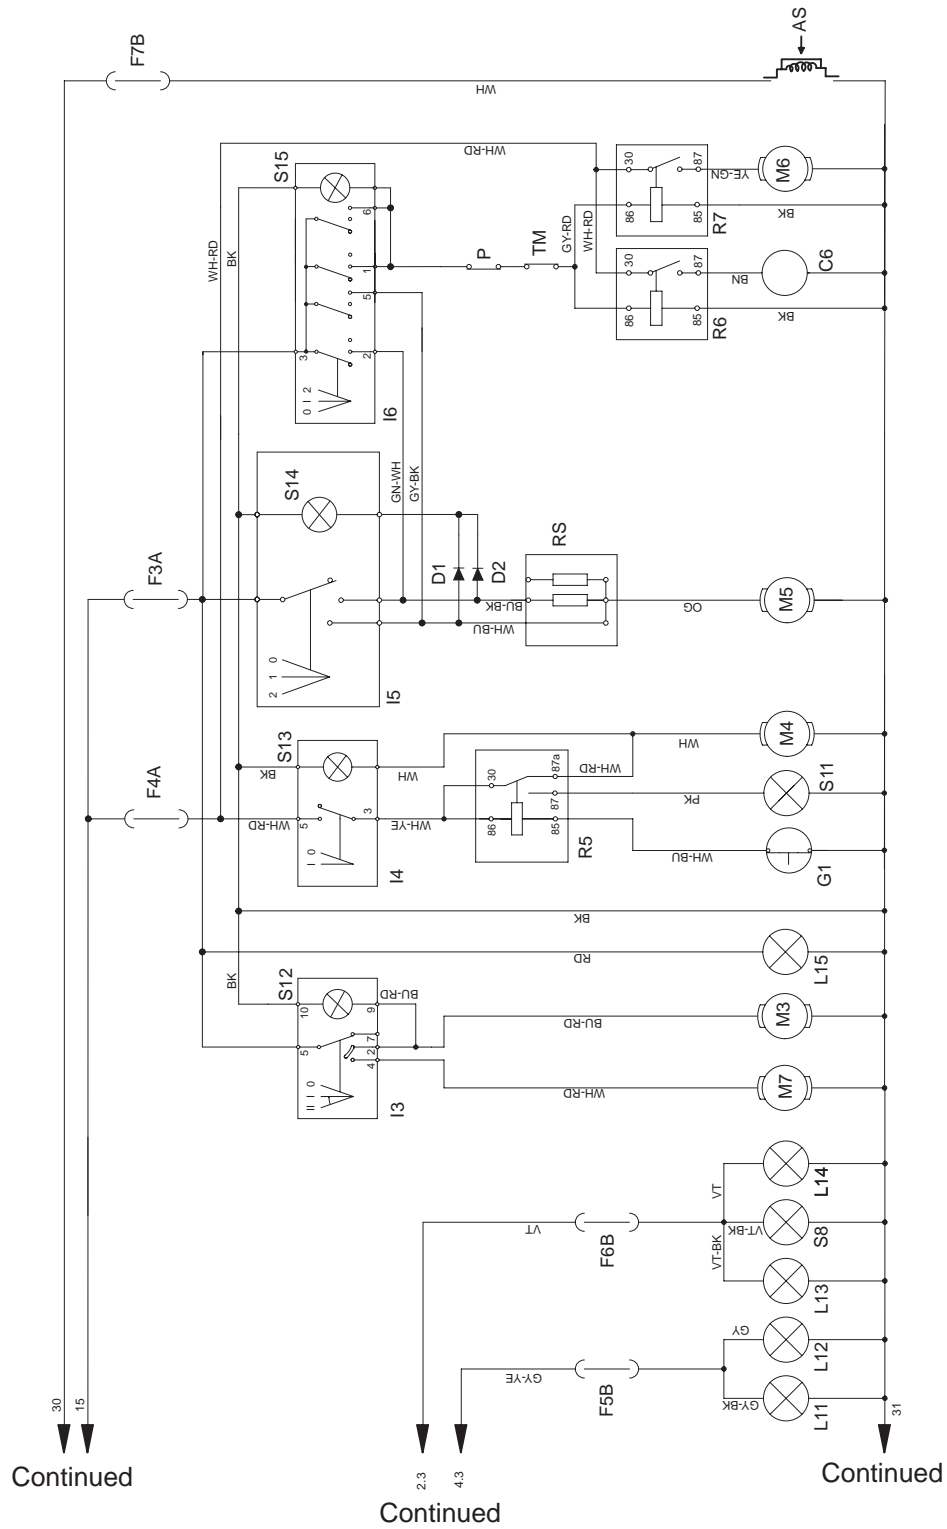 F7B
AS
WH
WH-RD
S15
WH-RD
BK
6
1
5
3
2
0 I 2
I6
P
TM
GY-RD
WH-RD
30
87
86
85
R7
YE-GN
M6
BK
30
87
86
85
R6
BN
C6
BK
F3A
S14
GN-WH
GY-BK
2 1 0
I5
D1
D2
BU-BK
WH-BU
RS
OG
M5
F4A
S13
BK
WH
WH-RD
5
3
WH-YE
I 0
I4
30
87a
87
86
85
R5
WH-RD
WH
M4
PK
S11
WH-BU
G1
BK
RD
L15
BK
S12
10
9
BU-RD
5
7
2
4
II I 0
I3
BU-RD
M3
WH-RD
M7
VT
F6B
VT
L14
VT-BK
S8
VT-BK
L13
GY-YE
F5B
GY
L12
GY-BK
L11
30
15
2.3
4.3
31
Continued
Continued
Continued